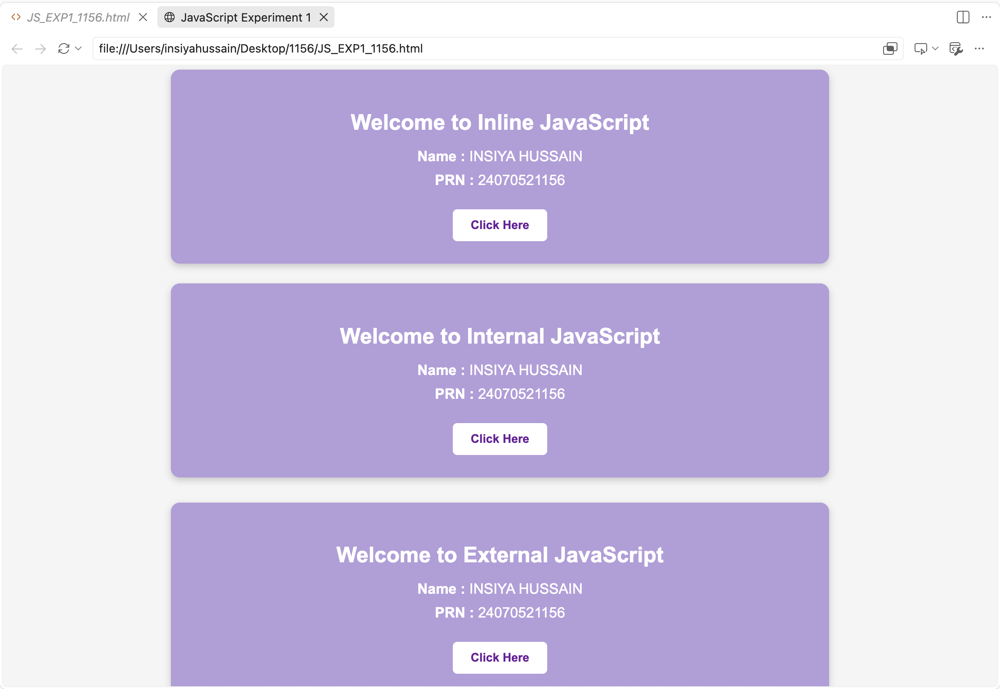 JS_EXP1_1156.html
JavaScript Experiment 1
file:///Users/insiyahussain/Desktop/1156/JS_EXP1_1156.html
Welcome to Inline JavaScript
Name : INSIYA HUSSAIN
PRN : 24070521156
Click Here
Welcome to Internal JavaScript
Name : INSIYA HUSSAIN
PRN : 24070521156
Click Here
Welcome to External JavaScript
Name : INSIYA HUSSAIN
PRN : 24070521156
Click Here